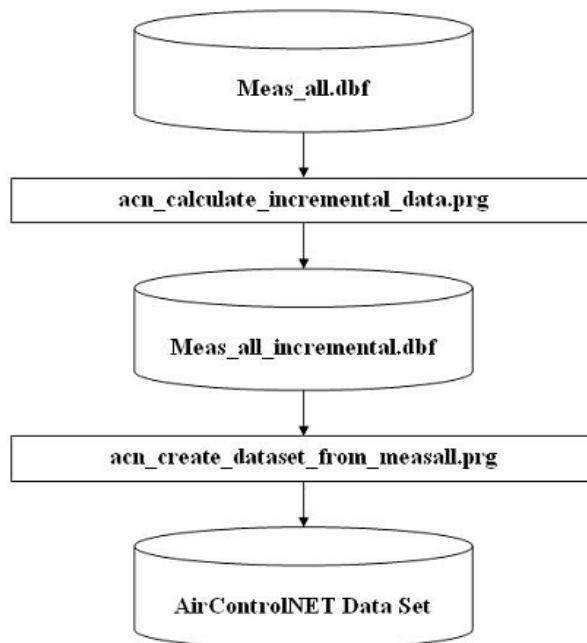 Meas_all.dbf
acn_calculate_incremental_data.prg
Meas_all_incremental.dbf
acn_create_dataset_from_measall.prg
AirControlNET Data Set